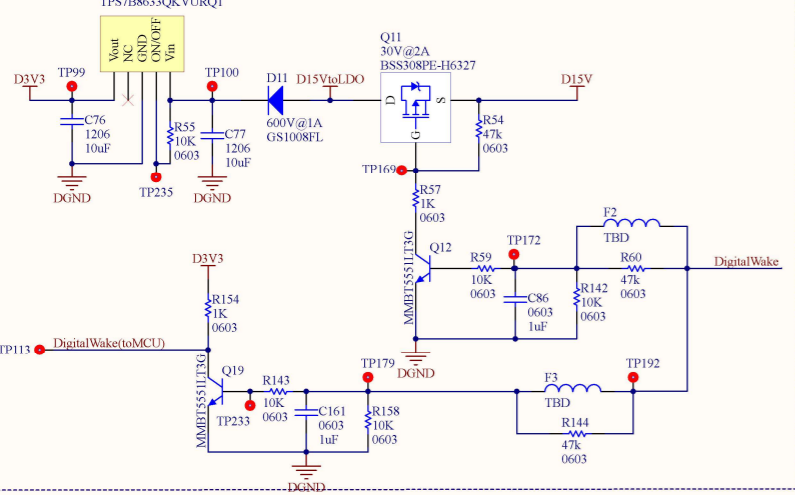 TPS7B8633QKVURQ1
Vout
NC
GND
ON/OFF
Vin
D3V3
TP99
TP100
D11
D15VtoLDO
Q11
30V@2A
BSS308PE-H6327
D15V
D
S
G
C76
1206
10uF
R55
10K
0603
C77
1206
10uF
600V@1A
GS1008FL
R54
47k
0603
DGND
TP235
DGND
TP169
R57
1K
0603
F2
TBD
D3V3
Q12
MMBT5551LT3G
R59
10K
0603
TP172
R60
47k
0603
DigitalWake
C86
0603
1uF
R142
10K
0603
R154
1K
0603
TP113
DigitalWake(toMCU)
DGND
Q19
MMBT5551LT3G
TP233
R143
10K
0603
TP179
F3
TBD
TP192
C161
0603
1uF
R158
10K
0603
R144
47k
0603
DGND